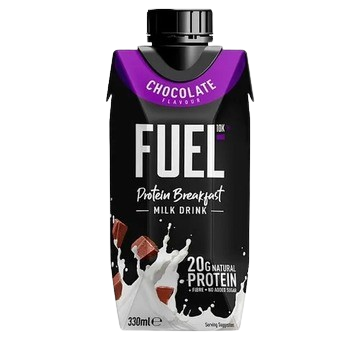 CHOCOLATE
FLAVOUR
FUEL 10K
Protein Breakfast
MILK DRINK
20G NATURAL
PROTEIN
+ FIBRE • NO ADDED SUGAR
330ml℮
Serving Suggestion